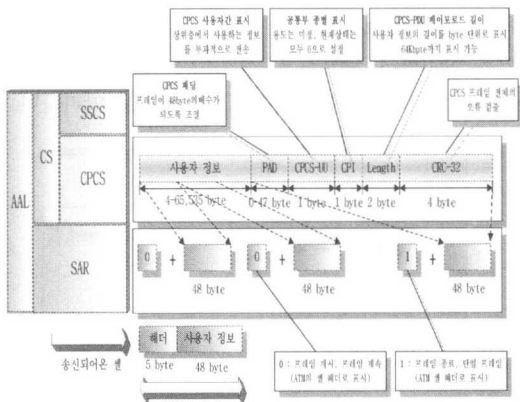 CPCS 사용자간 표시
상위층에서 사용하는 정보
를 투과적으로 전송
공통부 종별 표시
용도는 미정, 현재상태는
모두 0으로 설정
CPCS-PDU 페이로드 길이
사용자 정보의 길이를 byte 단위로 표시
64Kbyte까지 표시 가능
CPCS 패딩
프레임이 48byte의배수가
되도록 조절
CPCS 프레임 전체의
오류 검출
AAL
CS
SSCS
CPCS
SAR
사용자 정보
PAD
CPCS-UU
CPI
Length
CRC-32
4-65,535 byte
0-47 byte
1 byte
1 byte
2 byte
4 byte
0
+
48 byte
0
+
48 byte
1
+
48 byte
송신되어온 셀
헤더
사용자 정보
5 byte
48 byte
0 : 프레임 개시, 프레임 계속
(ATM의 셀 헤더로 표시)
1 : 프레임 종료, 단일 프레임
(ATM 셀 헤더로 표시)